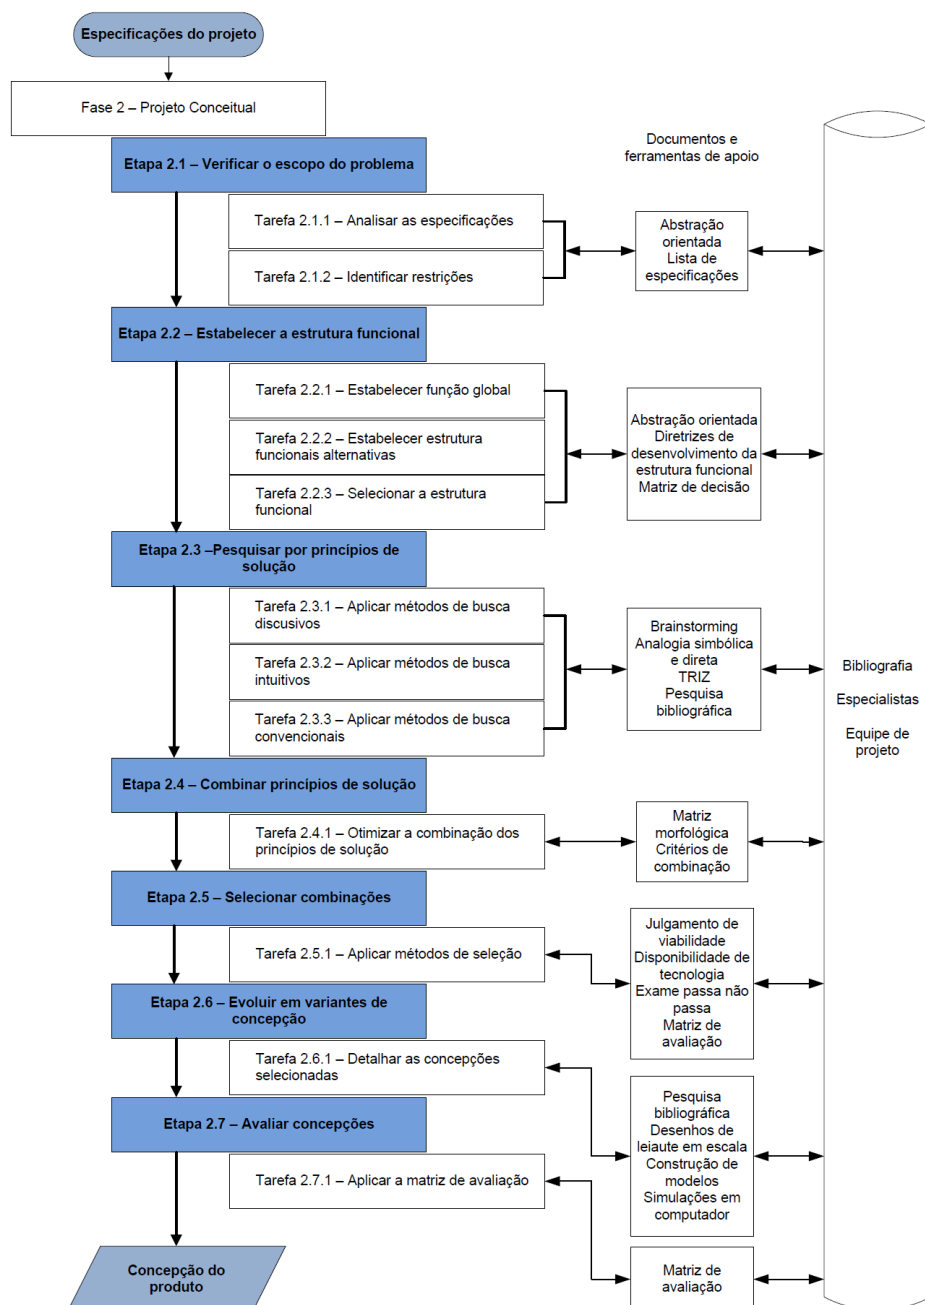 Especificações do projeto
Fase 2 – Projeto Conceitual
Documentos e
ferramentas de apoio
Etapa 2.1 – Verificar o escopo do problema
Tarefa 2.1.1 – Analisar as especificações
Tarefa 2.1.2 – Identificar restrições
Abstração
orientada
Lista de
especificações
Etapa 2.2 – Estabelecer a estrutura funcional
Tarefa 2.2.1 – Estabelecer função global
Tarefa 2.2.2 – Estabelecer estrutura
funcionais alternativas
Tarefa 2.2.3 – Selecionar a estrutura
funcional
Abstração orientada
Diretrizes de
desenvolvimento da
estrutura funcional
Matriz de decisão
Etapa 2.3 –Pesquisar por princípios de
solução
Tarefa 2.3.1 – Aplicar métodos de busca
discusivos
Tarefa 2.3.2 – Aplicar métodos de busca
intuitivos
Tarefa 2.3.3 – Aplicar métodos de busca
convencionais
Brainstorming
Analogia simbólica
e direta
TRIZ
Pesquisa
bibliográfica
Bibliografia
Especialistas
Equipe de
projeto
Etapa 2.4 – Combinar princípios de solução
Tarefa 2.4.1 – Otimizar a combinação dos
princípios de solução
Matriz
morfológica
Critérios de
combinação
Etapa 2.5 – Selecionar combinações
Tarefa 2.5.1 – Aplicar métodos de seleção
Julgamento de
viabilidade
Disponibilidade de
tecnologia
Exame passa não
passa
Matriz de
avaliação
Etapa 2.6 – Evoluir em variantes de
concepção
Tarefa 2.6.1 – Detalhar as concepções
selecionadas
Pesquisa
bibliográfica
Desenhos de
leiaute em escala
Construção de
modelos
Simulações em
computador
Etapa 2.7 – Avaliar concepções
Tarefa 2.7.1 – Aplicar a matriz de avaliação
Matriz de
avaliação
Concepção do
produto